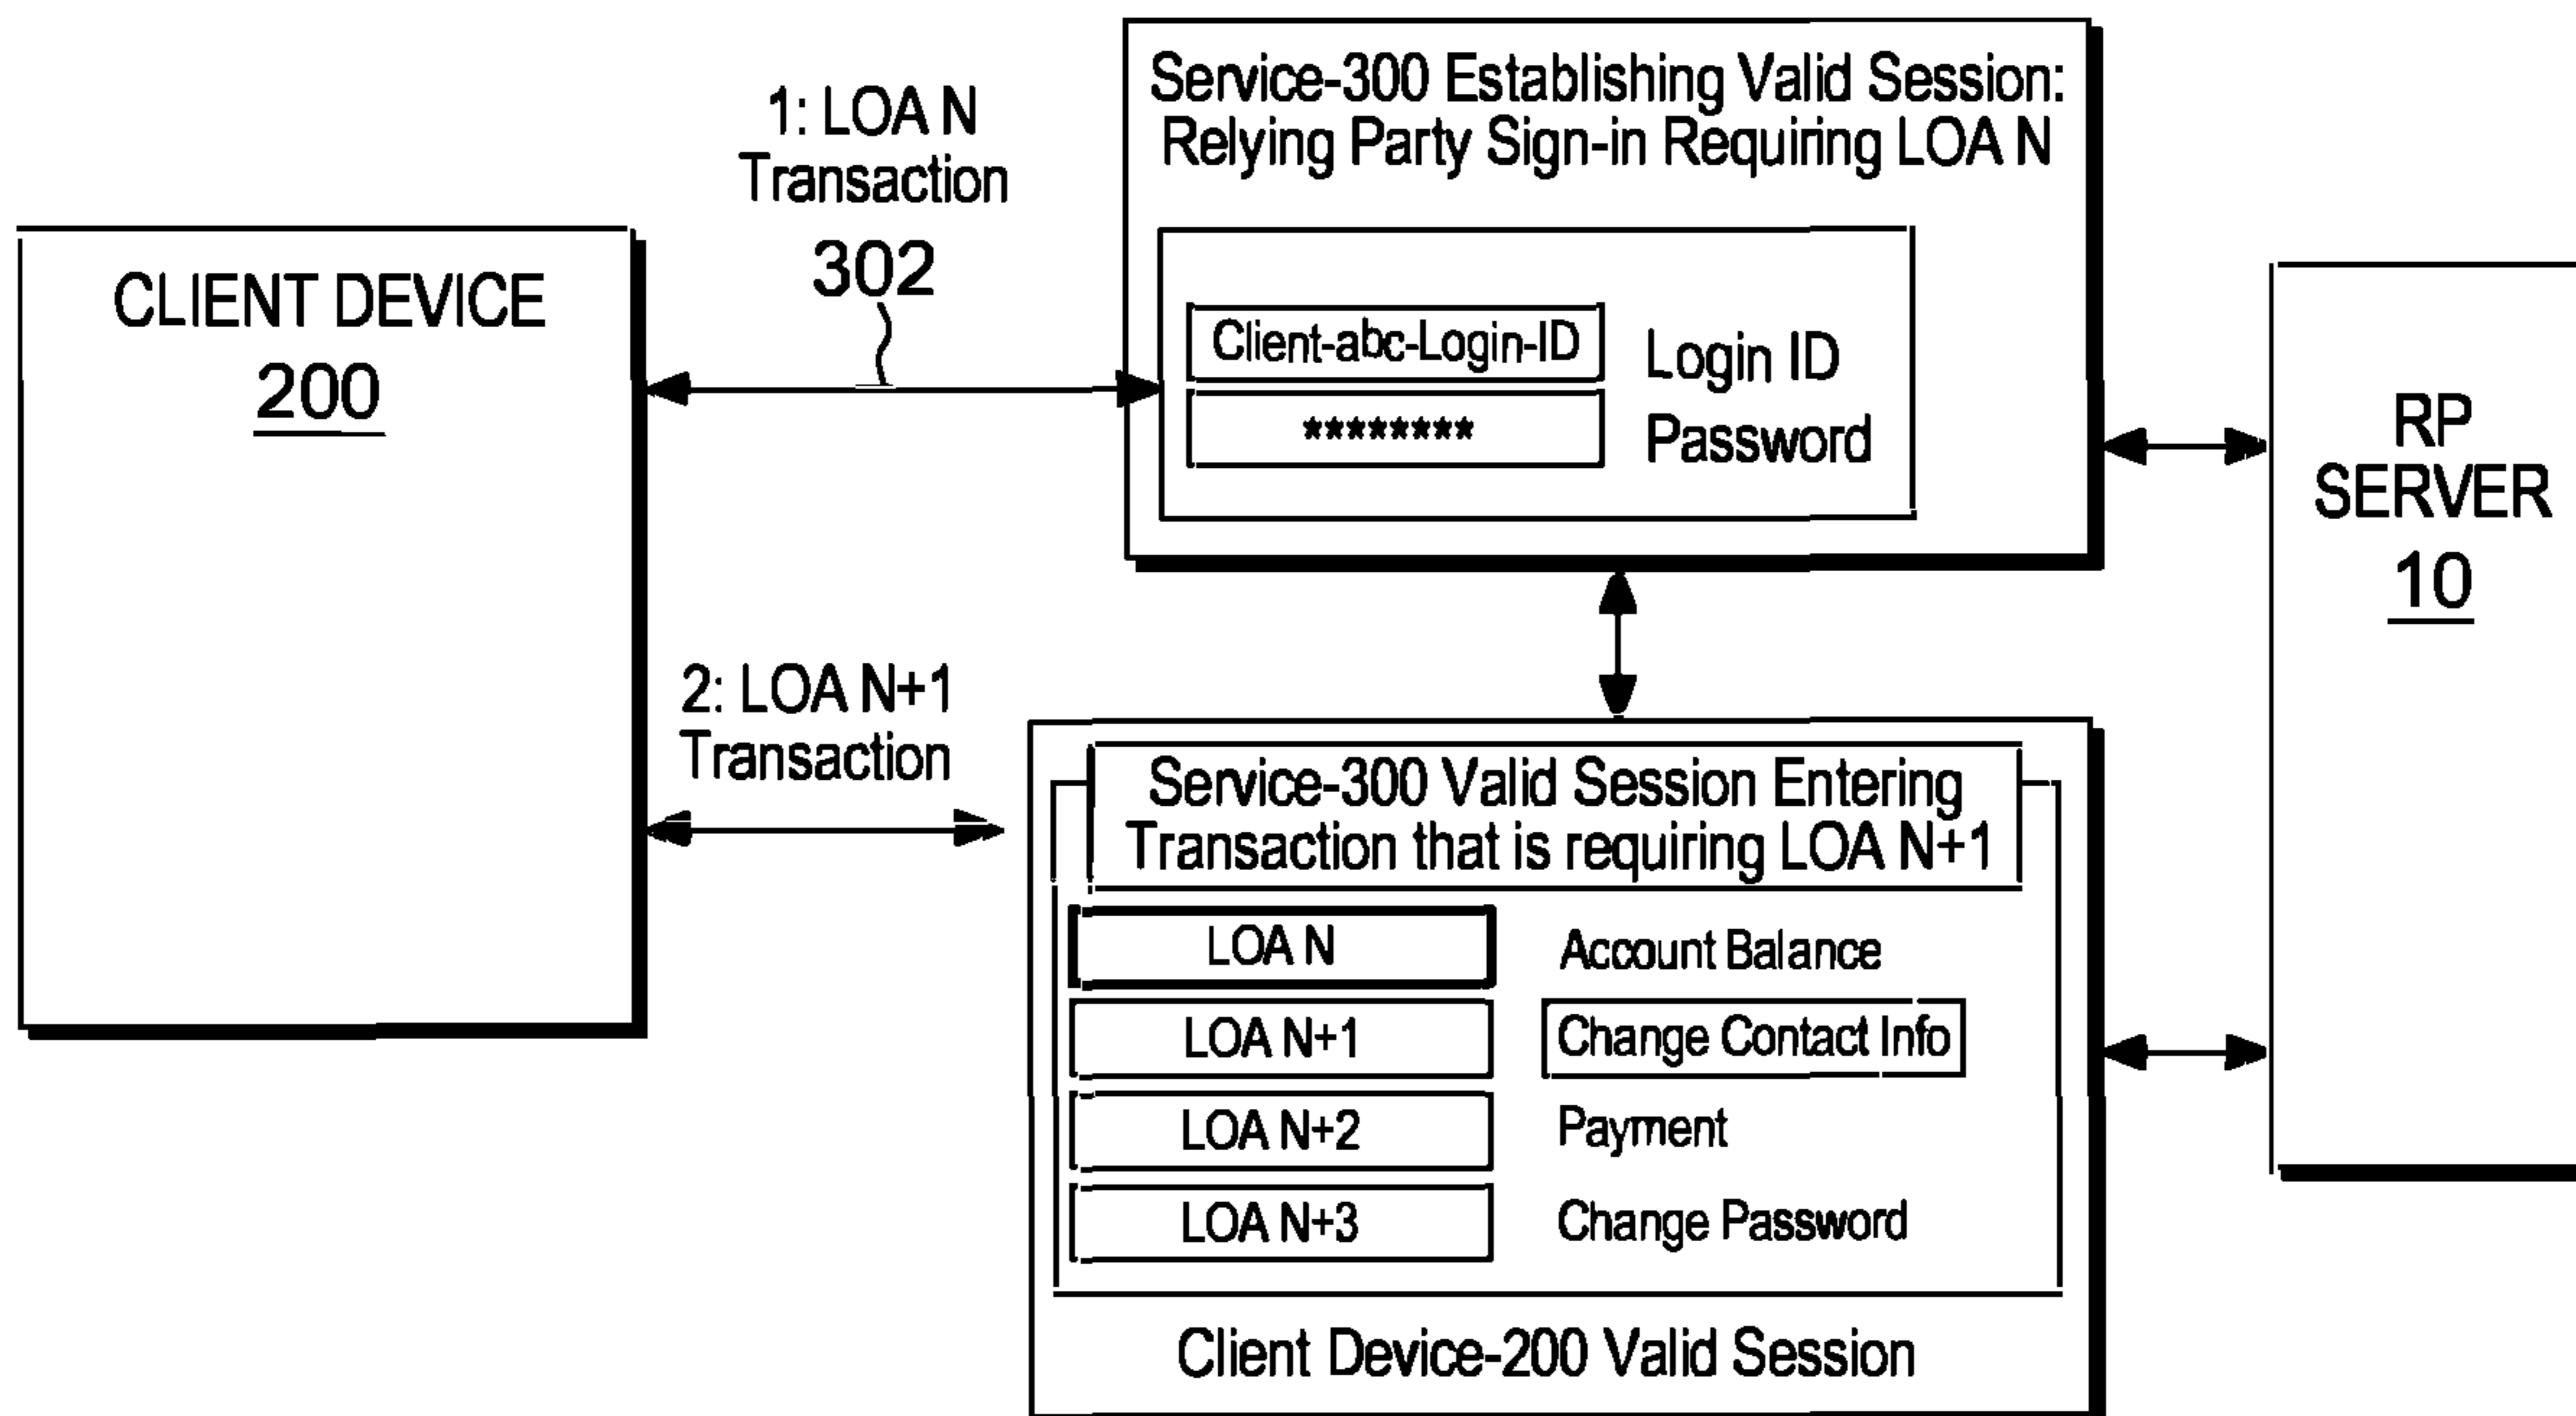 1: LOA N
Transaction
302
CLIENT DEVICE
200
Service-300 Establishing Valid Session:
Relying Party Sign-in Requiring LOA N
Client-abc-Login-ID Login ID
******** Password
RP
SERVER
10
2: LOA N+1
Transaction
Service-300 Valid Session Entering
Transaction that is requiring LOA N+1
LOA N Account Balance
LOA N+1 Change Contact Info
LOA N+2 Payment
LOA N+3 Change Password
Client Device-200 Valid Session